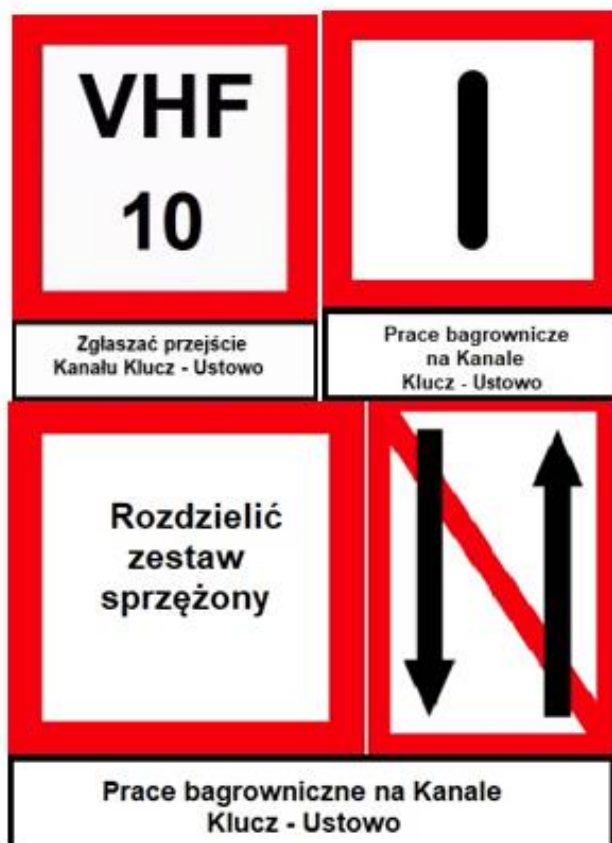 VHF
10
Zgłaszać przejście
Kanału Klucz - Ustowo
Prace bagrownicze
na Kanale
Klucz - Ustowo
Rozdzielić
zestaw
sprzężony
Prace bagrowniczne na Kanale
Klucz - Ustowo